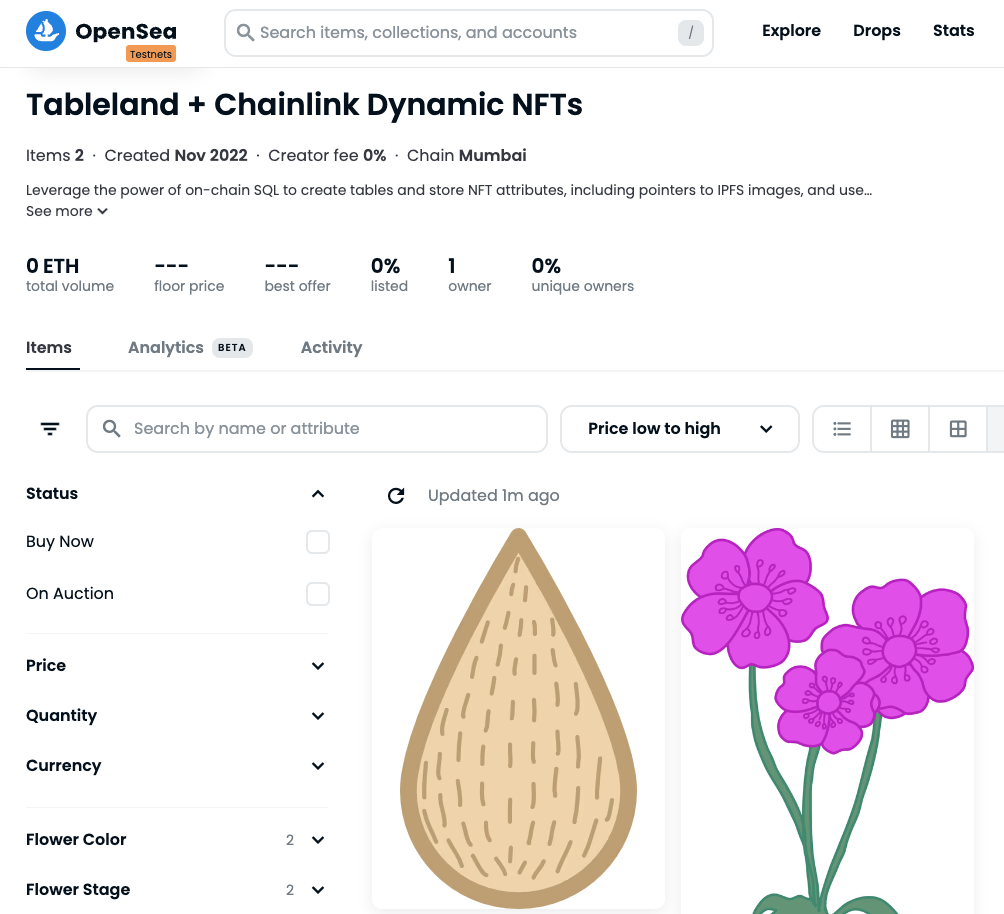 OpenSea
Testnets
Search items, collections, and accounts
/
Explore
Drops
Stats
Tableland + Chainlink Dynamic NFTs
Items 2 · Created Nov 2022 · Creator fee 0% · Chain Mumbai
Leverage the power of on-chain SQL to create tables and store NFT attributes, including pointers to IPFS images, and use…
See more
0 ETH
total volume
---
floor price
---
best offer
0%
listed
1
owner
0%
unique owners
Items
Analytics BETA
Activity
Search by name or attribute
Price low to high
Status
Updated 1m ago
Buy Now
On Auction
Price
Quantity
Currency
Flower Color 2
Flower Stage 2